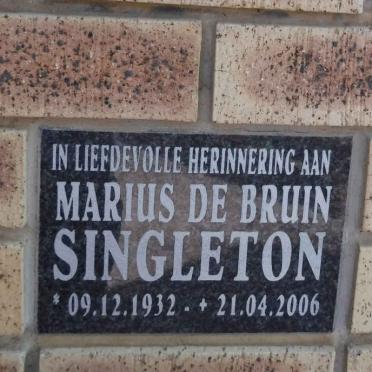 IN LIEFDEVOLLE HERINNERING AAN
MARIUS DE BRUIN
SINGLETON
* 09.12.1932 - + 21.04.2006